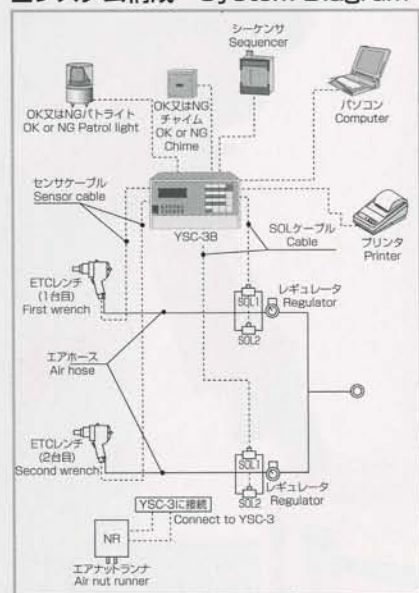 システム構成 System Diagram
シーケンサ
Sequencer
OK又はNGパトライト
OK or NG Patrol light
OK又はNG
チャイム
OK or NG
Chime
パソコン
Computer
センサケーブル
Sensor cable
YSC-3B
SOLケーブル
Cable
プリンタ
Printer
ETCレンチ
(1台目)
First wrench
SOL1
SOL2
レギュレータ
Regulator
エアホース
Air hose
ETCレンチ
(2台目)
Second wrench
SOL1
SOL2
レギュレータ
Regulator
YSC-3に接続
Connect to YSC-3
NR
エアナットランナ
Air nut runner